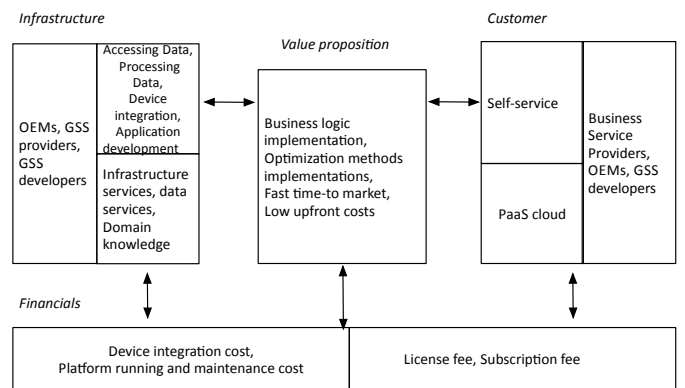 Infrastructure
Customer
Value proposition
OEMs, GSS
providers,
GSS
developers
Accessing Data,
Processing
Data,
Device
integration,
Application
development
Infrastructure
services, data
services,
Domain
knowledge
Business logic
implementation,
Optimization methods
implementations,
Fast time-to market,
Low upfront costs
Self-service
PaaS cloud
Business
Service
Providers,
OEMs, GSS
developers
Financials
Device integration cost,
Platform running and maintenance cost
License fee, Subscription fee